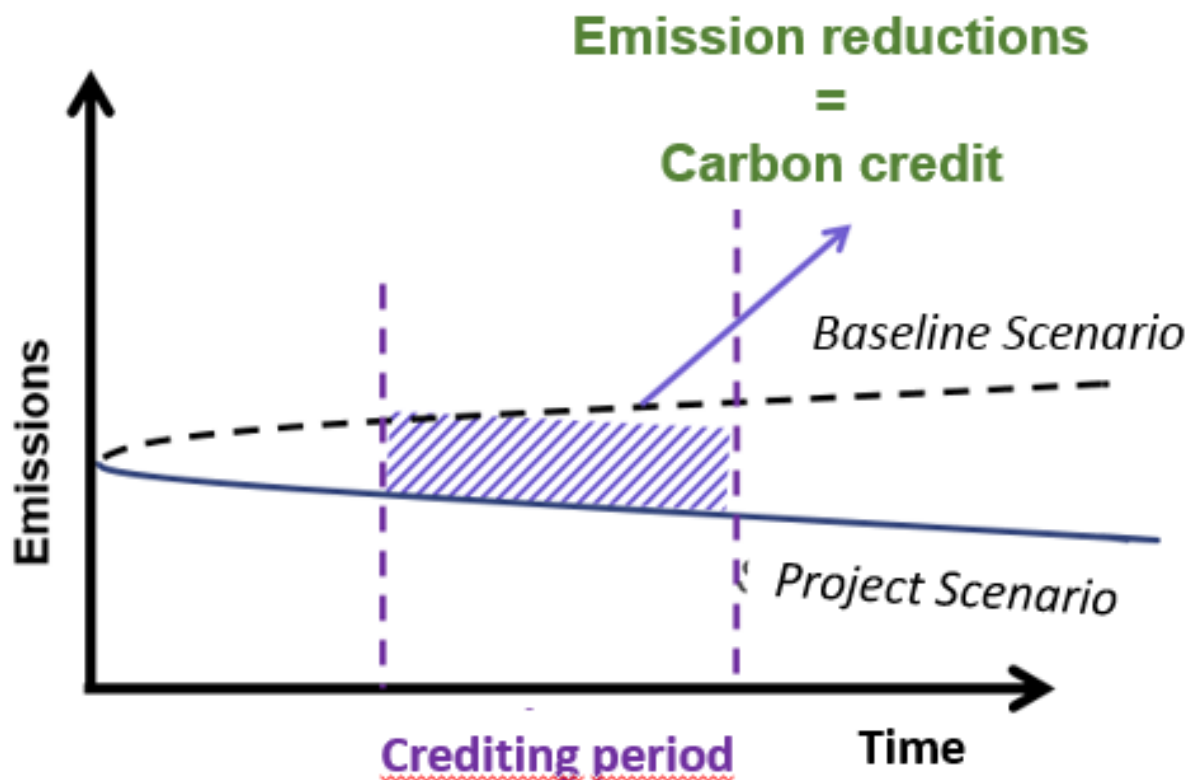 Emission reductions
=
Carbon credit
Baseline Scenario
Emissions
Project Scenario
Crediting period
Time